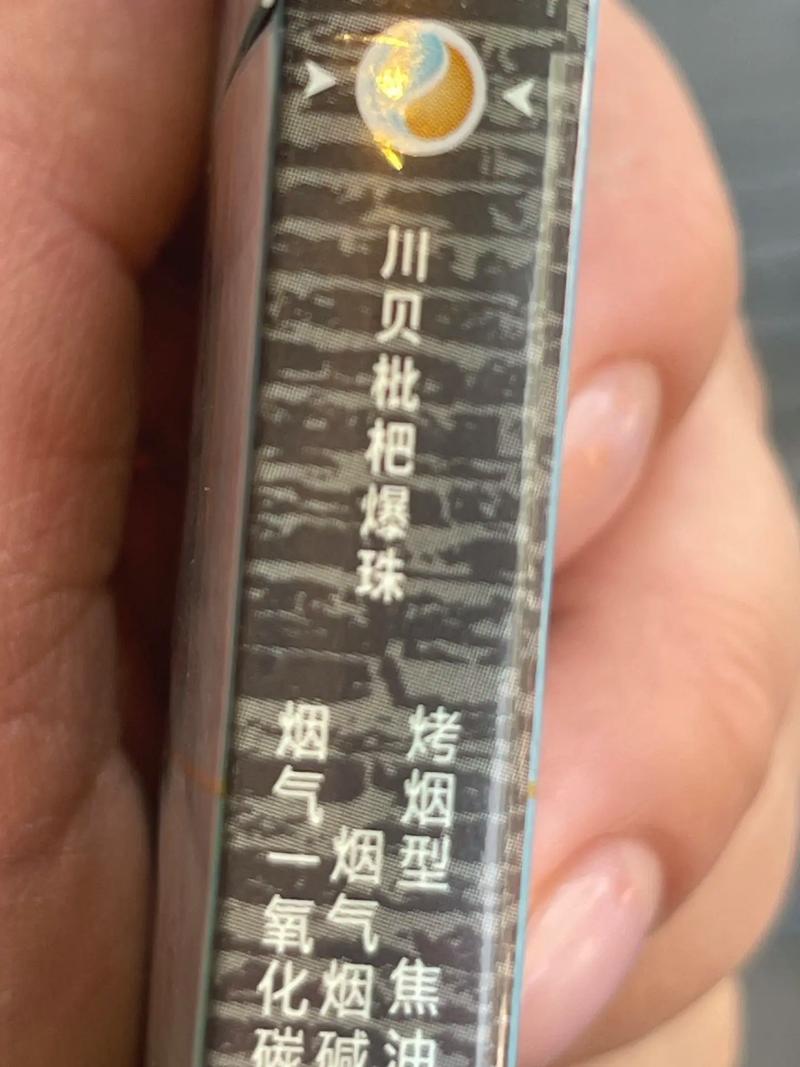 川贝枇杷爆珠
烤烟型 焦油
烟气烟碱
烟气一氧化碳